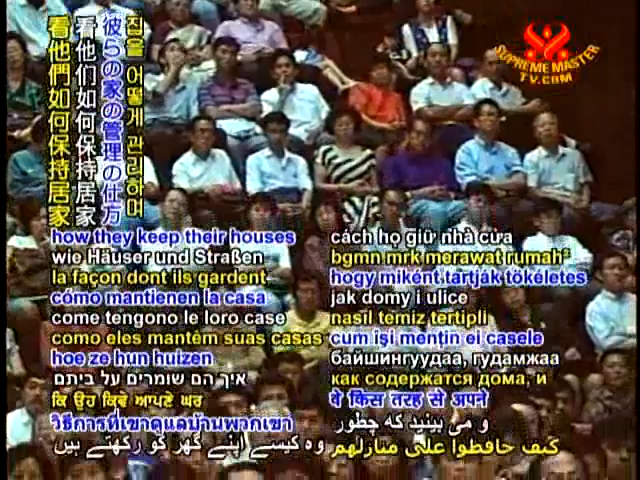 SUPREME MASTER
TV.COM
看他們如何保持居家
看他们如何保持居家
彼らの家の管理の仕方
집을 어떻게 관리하며
how they keep their houses
wie Häuser und Straßen
la façon dont ils gardent
cómo mantienen la casa
come tengono le loro case
como eles mantêm suas casas
hoe ze hun huizen
איך הם שומרים על ביתם
ਕਿ ਉਹ ਕਿਵੇ ਆਪਣੇ ਘਰ
วิธีการที่เขาดูแลบ้านพวกเขา
وہ کیسے اپنے گھر کو رکھتے ہیں
cách họ giữ nhà cửa
bgmn mrk merawat rumah²
hogy miként tartják tökéletes
jak domy i ulice
nasıl temiz tertipli
cum îşi menţin ei casele
байшингуудаа, гудамжаа
как содержатся дома, и
वे किस तरह से अपने
و می بینید که چطور
كيف حافظوا على منازلهم